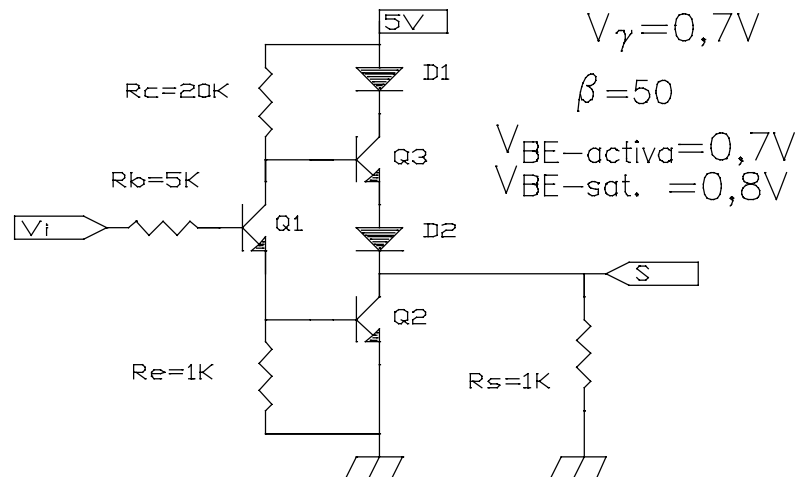 5V
Vγ=0,7V
D1
Rc=20K
β=50
Q3
VBE-activa=0,7V
Rb=5K
VBE-sat. =0,8V
Vi
Q1
D2
S
Q2
Re=1K
Rs=1K